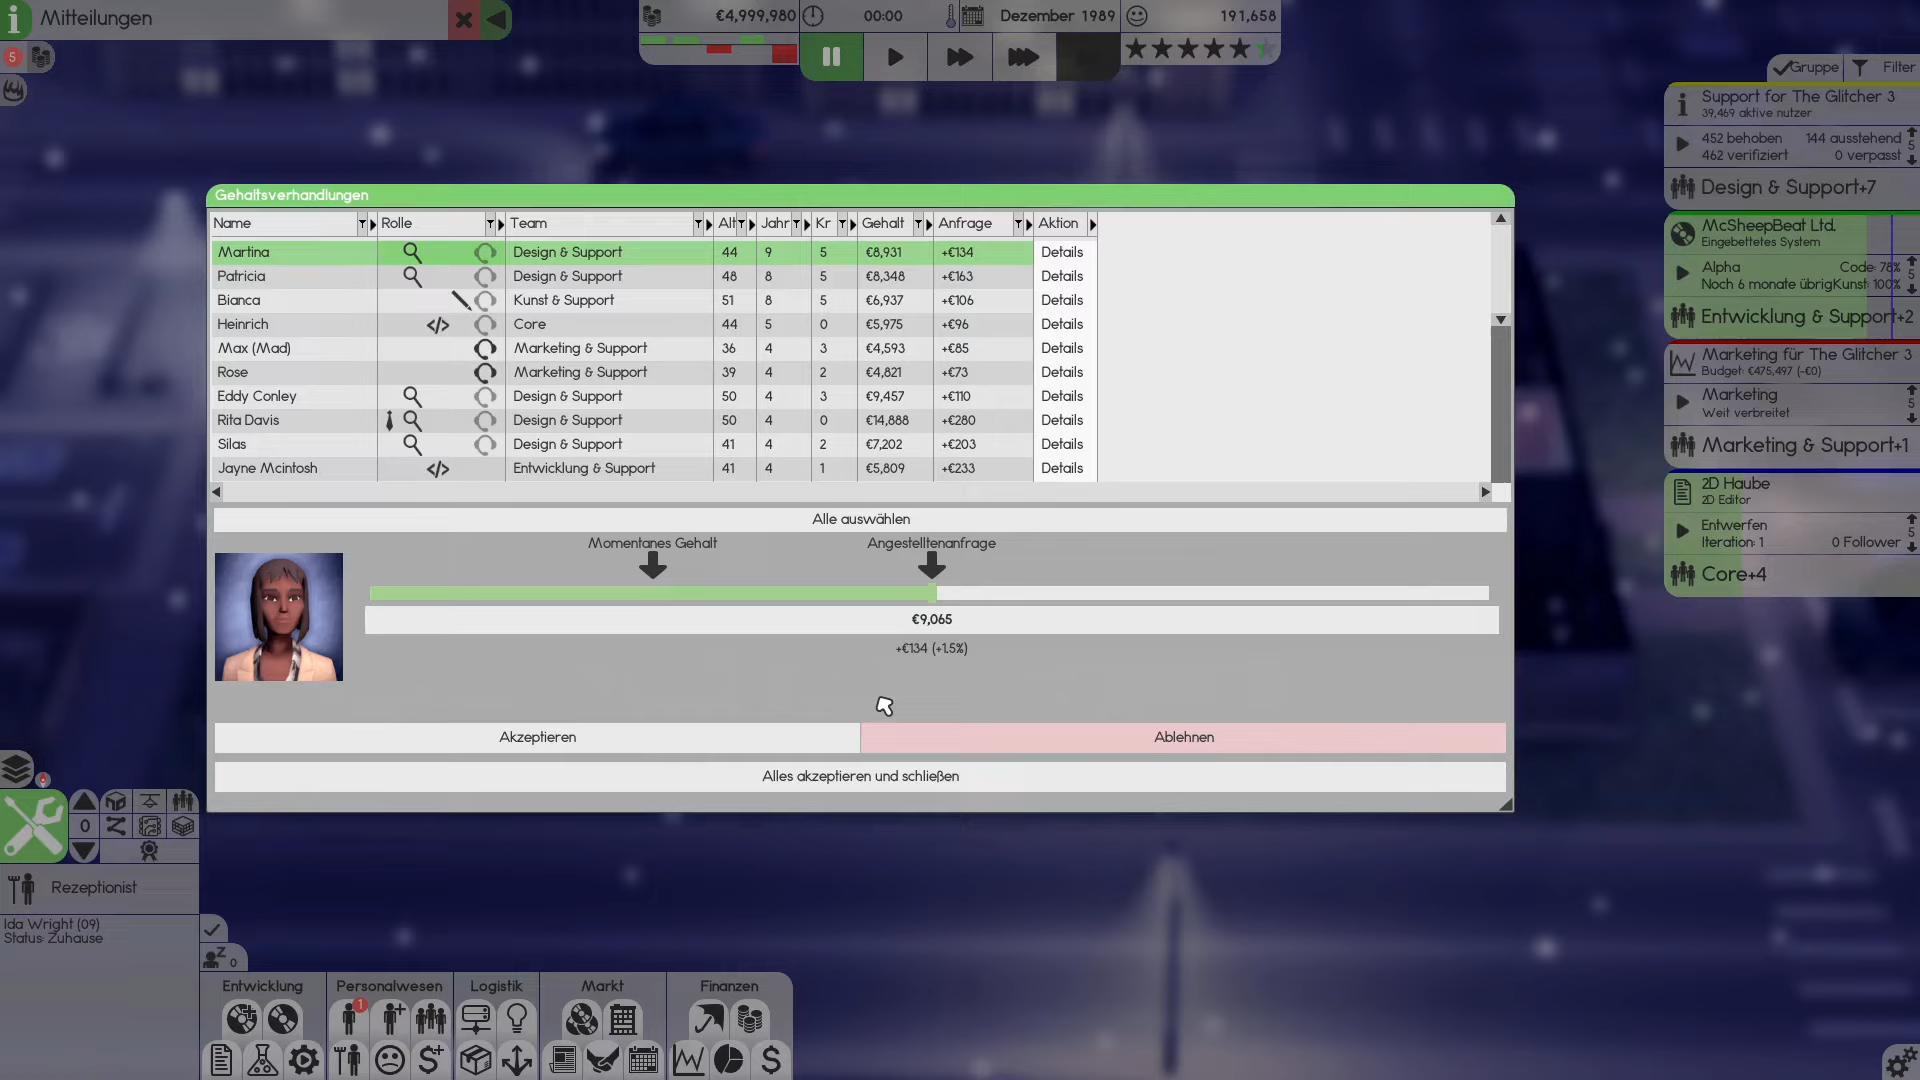 Mitteilungen
€4,999,980
00:00
Dezember 1989
191,658
5
Gruppe
Filter
Support for The Glitcher 3
39,469 aktive nutzer
452 behoben 144 ausstehend
462 verifiziert 0 verpasst
5
Design & Support+7
McSheepBeat Ltd.
Eingebettetes System
Alpha Code: 78%
Noch 6 monate übrigKunst: 100%
5
Entwicklung & Support+2
Marketing für The Glitcher 3
Budget: €475,497 (-€0)
Marketing
Weit verbreitet
5
Marketing & Support+1
2D Haube
2D Editor
Entwerfen
Iteration: 1 0 Follower
5
Core+4
Gehaltsverhandlungen
Name Rolle Team Alt Jahr Kr Gehalt Anfrage Aktion
Martina Design & Support 44 9 5 €8,931 +€134 Details
Patricia Design & Support 48 8 5 €8,348 +€163 Details
Bianca Kunst & Support 51 8 5 €6,937 +€106 Details
Heinrich Core 44 5 0 €5,975 +€96 Details
Max (Mad) Marketing & Support 36 4 3 €4,593 +€85 Details
Rose Marketing & Support 39 4 2 €4,821 +€73 Details
Eddy Conley Design & Support 50 4 3 €9,457 +€110 Details
Rita Davis Design & Support 50 4 0 €14,888 +€280 Details
Silas Design & Support 41 4 2 €7,202 +€203 Details
Jayne Mcintosh Entwicklung & Support 41 4 1 €5,809 +€233 Details
Alle auswählen
Momentanes Gehalt Angestelltenanfrage
€9,065
+€134 (+1.5%)
Akzeptieren Ablehnen
Alles akzeptieren und schließen
0
Rezeptionist
Ida Wright (09)
Status: Zuhause
Z
0
Entwicklung Personalwesen Logistik Markt Finanzen
1